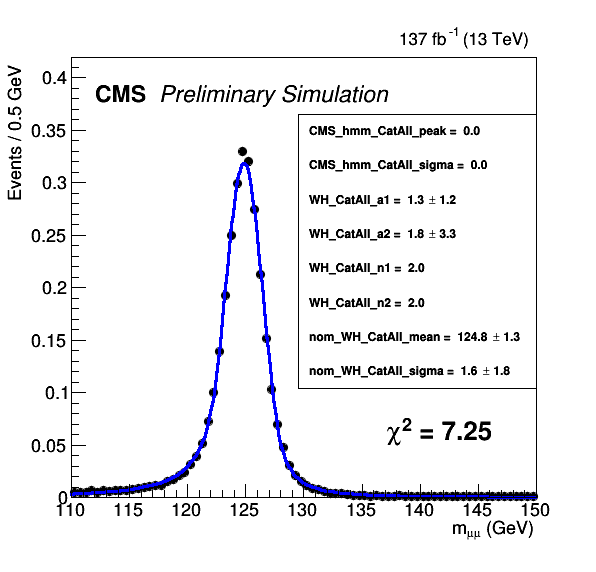 137 fb⁻¹ (13 TeV)
Events / 0.5 GeV
CMS Preliminary Simulation
CMS_hmm_CatAll_peak = 0.0
CMS_hmm_CatAll_sigma = 0.0
WH_CatAll_a1 = 1.3 ± 1.2
WH_CatAll_a2 = 1.8 ± 3.3
WH_CatAll_n1 = 2.0
WH_CatAll_n2 = 2.0
nom_WH_CatAll_mean = 124.8 ± 1.3
nom_WH_CatAll_sigma = 1.6 ± 1.8
χ² = 7.25
0.4
0.35
0.3
0.25
0.2
0.15
0.1
0.05
0
110 115 120 125 130 135 140 145 150
m_μμ (GeV)